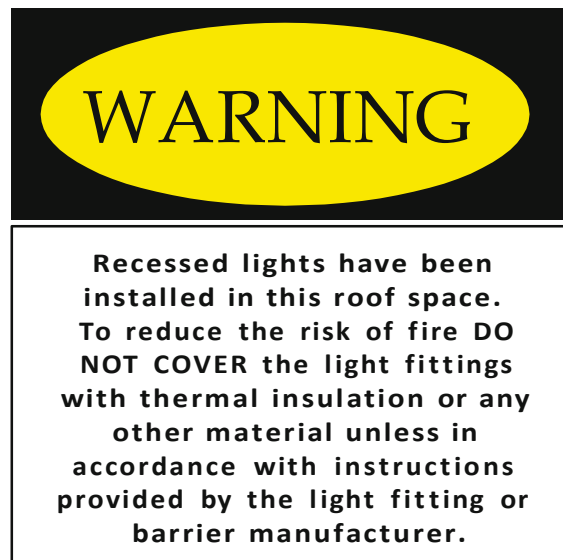 WARNING
Recessed lights have been
installed in this roof space.
To reduce the risk of fire DO
NOT COVER the light fittings
with thermal insulation or any
other material unless in
accordance with instructions
provided by the light fitting or
barrier manufacturer.